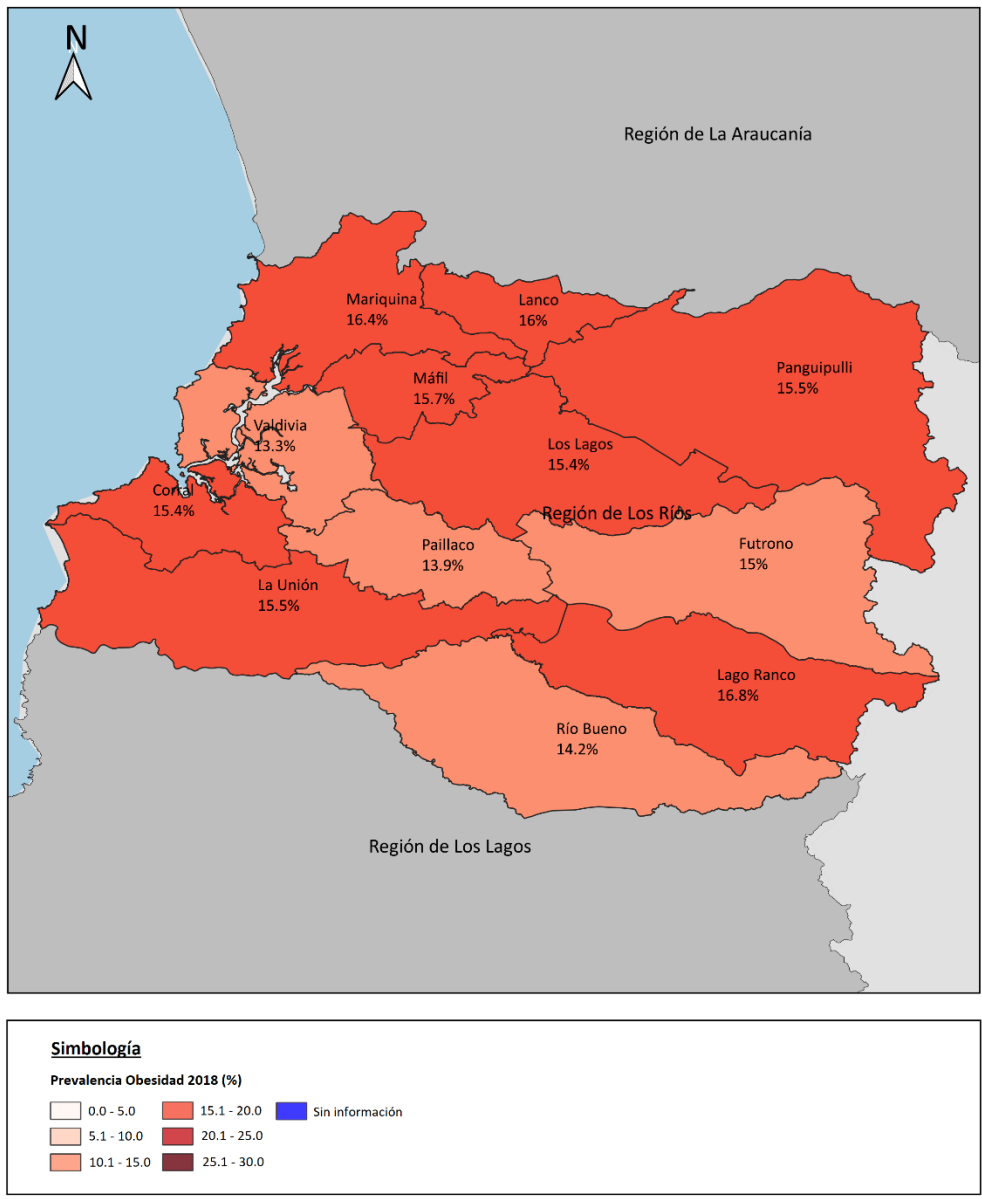 N
Región de La Araucanía
Mariquina
16.4%
Lanco
16%
Panguipulli
15.5%
Máfil
15.7%
Valdivia
13.3%
Los Lagos
15.4%
Corral
15.4%
Región de Los Ríos
Paillaco
13.9%
Futrono
15%
La Unión
15.5%
Lago Ranco
16.8%
Río Bueno
14.2%
Región de Los Lagos
Simbología
Prevalencia Obesidad 2018 (%)
0.0 - 5.0
15.1 - 20.0
Sin información
5.1 - 10.0
20.1 - 25.0
10.1 - 15.0
25.1 - 30.0